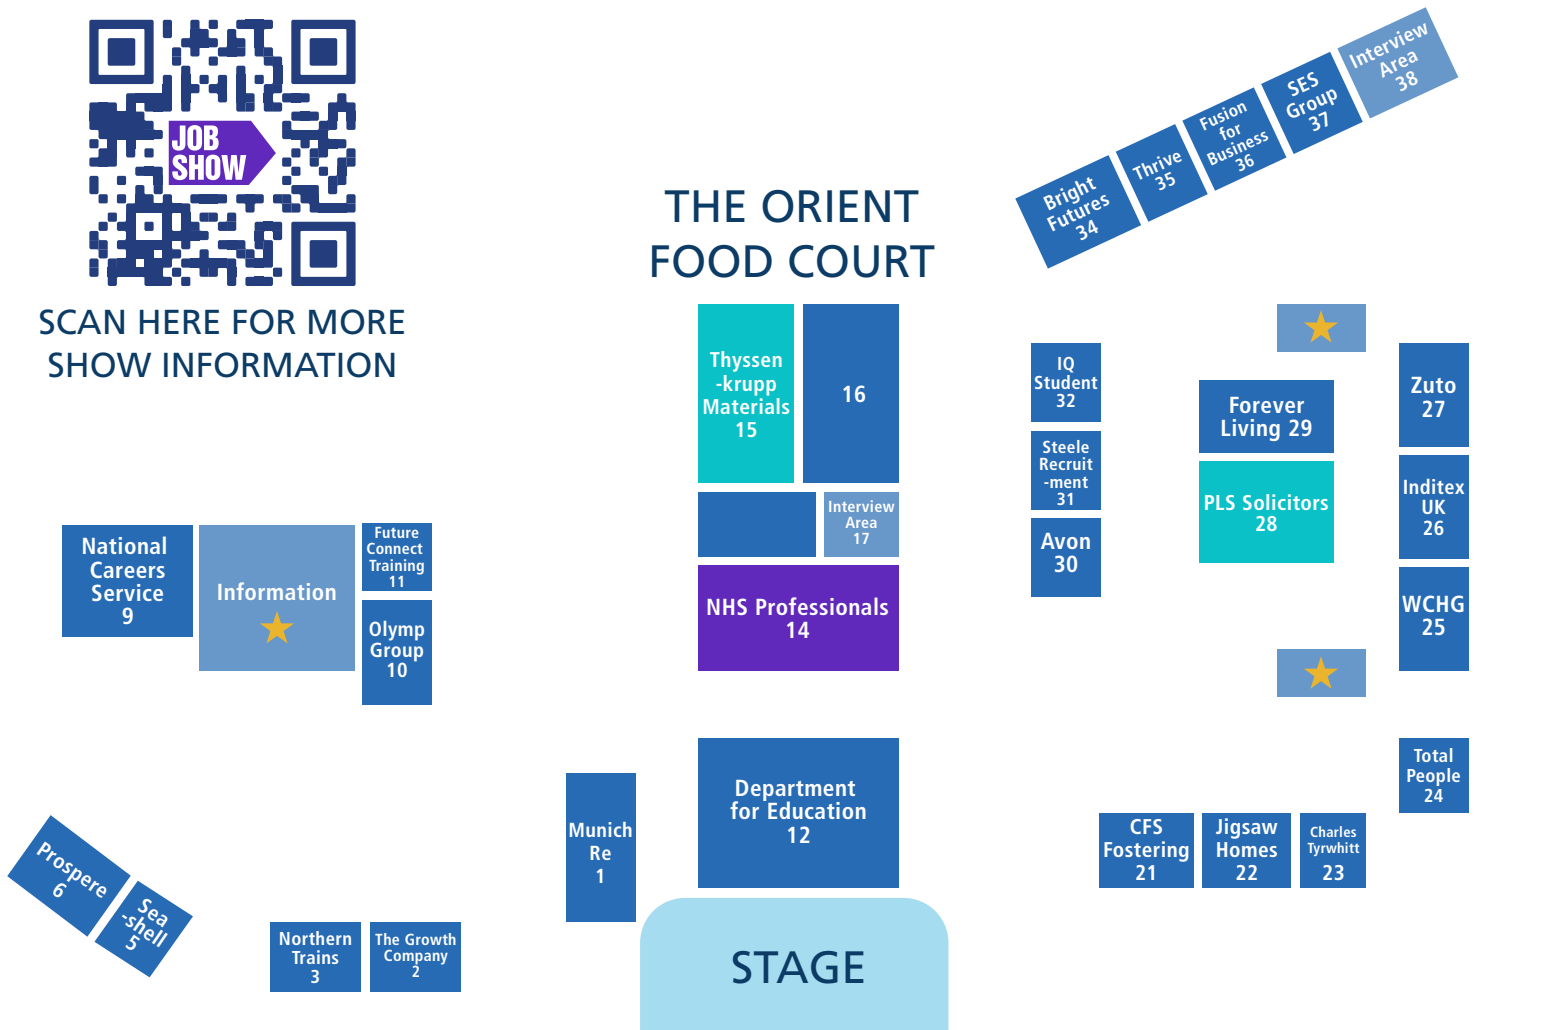 JOB
SHOW
SCAN HERE FOR MORE
SHOW INFORMATION
THE ORIENT
FOOD COURT
Bright
Futures
34
Thrive
35
Fusion
for
Business
36
SES
Group
37
Interview
Area
38
Thyssen
-krupp
Materials
15
16
Interview
Area
17
NHS Professionals
14
IQ
Student
32
Steele
Recruit
-ment
31
Avon
30
Forever
Living 29
PLS Solicitors
28
Zuto
27
Inditex
UK
26
WCHG
25
National
Careers
Service
9
Information
Future
Connect
Training
11
Olymp
Group
10
Department
for Education
12
Munich
Re
1
Total
People
24
CFS
Fostering
21
Jigsaw
Homes
22
Charles
Tyrwhitt
23
Prospere
6
Sea
-shell
5
Northern
Trains
3
The Growth
Company
2
STAGE